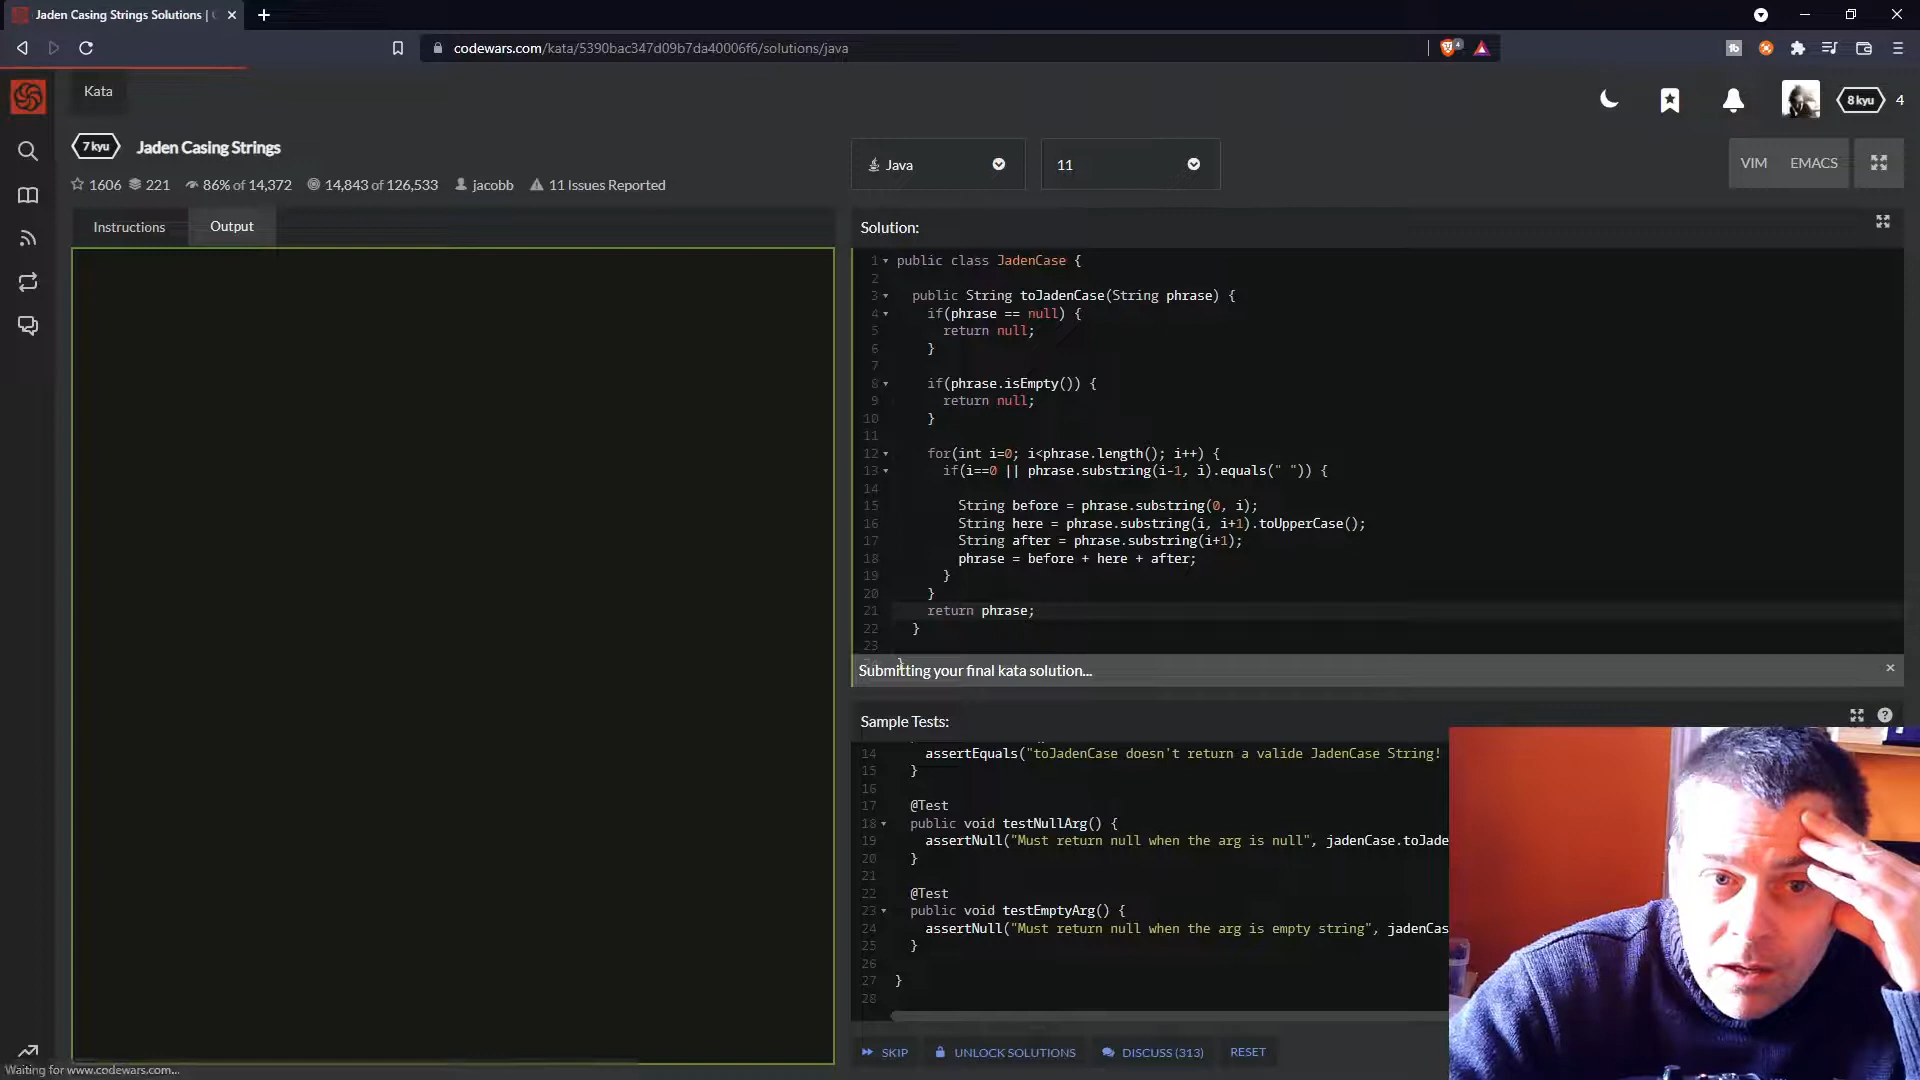 Jaden Casing Strings Solutions |
codewars.com/kata/5390bac347d09b7da40006f6/solutions/java
Kata
8 kyu
4
7 kyu
Jaden Casing Strings
1606 221 86% of 14,372 14,843 of 126,533 jacobb 11 Issues Reported
Java
11
VIM
EMACS
Instructions
Output
Solution:
1 public class JadenCase {
2
3 public String toJadenCase(String phrase) {
4 if(phrase == null) {
5 return null;
6 }
7
8 if(phrase.isEmpty()) {
9 return null;
10 }
11
12 for(int i=0; i<phrase.length(); i++) {
13 if(i==0 || phrase.substring(i-1, i).equals(" ")) {
14
15 String before = phrase.substring(0, i);
16 String here = phrase.substring(i, i+1).toUpperCase();
17 String after = phrase.substring(i+1);
18 phrase = before + here + after;
19 }
20 }
21 return phrase;
22 }
23
Submitting your final kata solution...
Sample Tests:
14 assertEquals("toJadenCase doesn't return a valide JadenCase String!
15 }
16
17 @Test
18 public void testNullArg() {
19 assertNull("Must return null when the arg is null", jadenCase.toJade
20 }
21
22 @Test
23 public void testEmptyArg() {
24 assertNull("Must return null when the arg is empty string", jadenCas
25 }
26
27 }
28
SKIP
UNLOCK SOLUTIONS
DISCUSS (313)
RESET
Waiting for www.codewars.com...